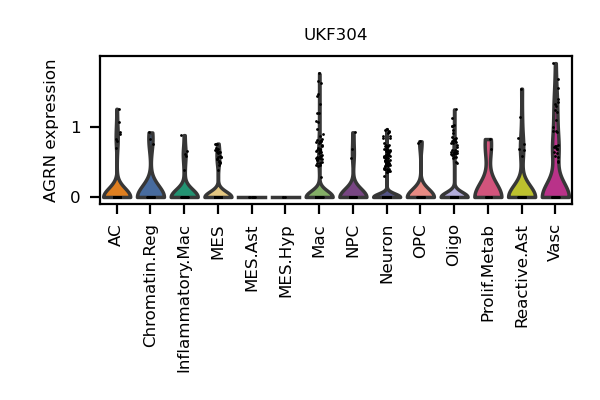 UKF304
AGRN expression
1
0
AC
Chromatin.Reg
Inflammatory.Mac
MES
MES.Ast
MES.Hyp
Mac
NPC
Neuron
OPC
Oligo
Prolif.Metab
Reactive.Ast
Vasc